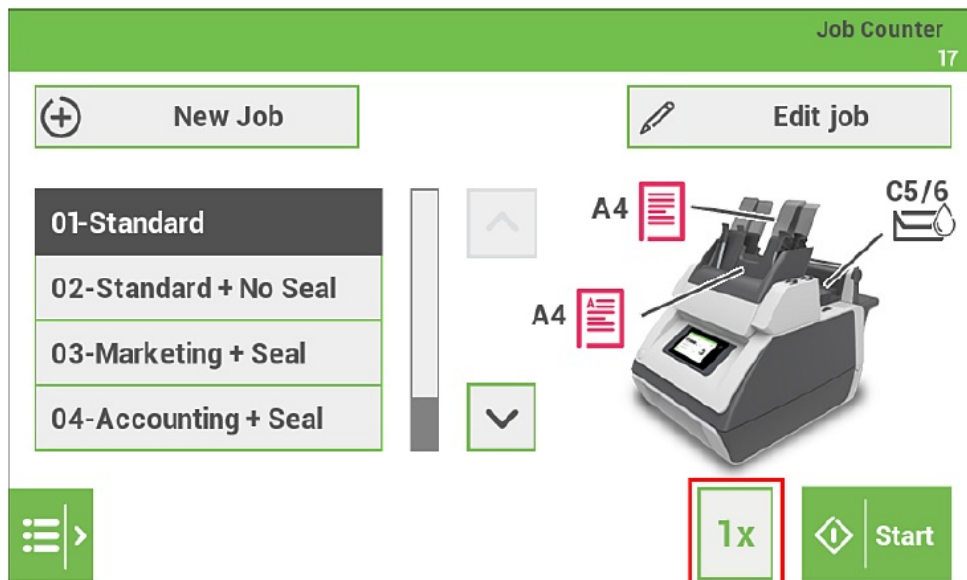 Job Counter
17
New Job
Edit job
01-Standard
02-Standard + No Seal
03-Marketing + Seal
04-Accounting + Seal
A4
C5/6
A4
1x
Start